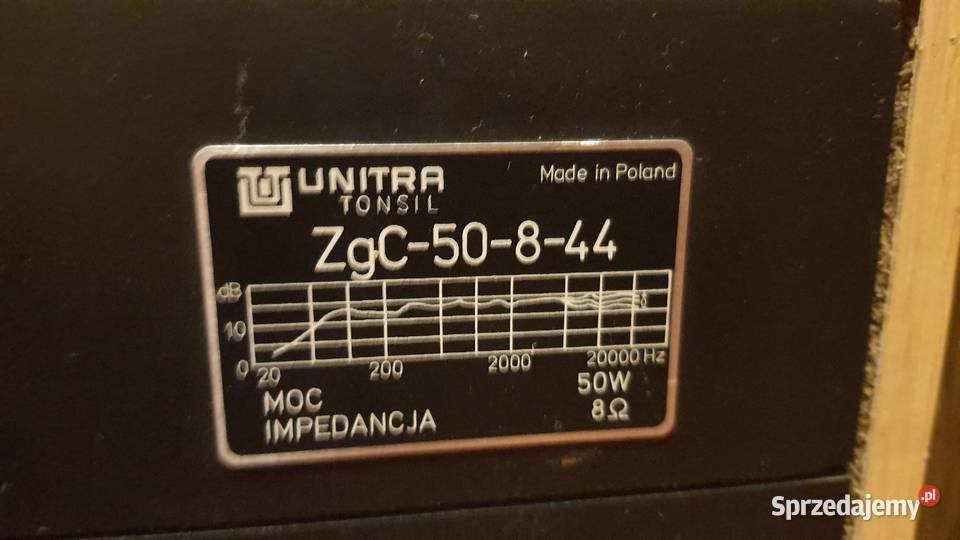 UNITRA
TONSIL
Made in Poland
ZgC-50-8-44
dB
10
0
20
200
2000
20000 Hz
MOC 50W
IMPEDANCJA 8Ω
Sprzedajemy.pl